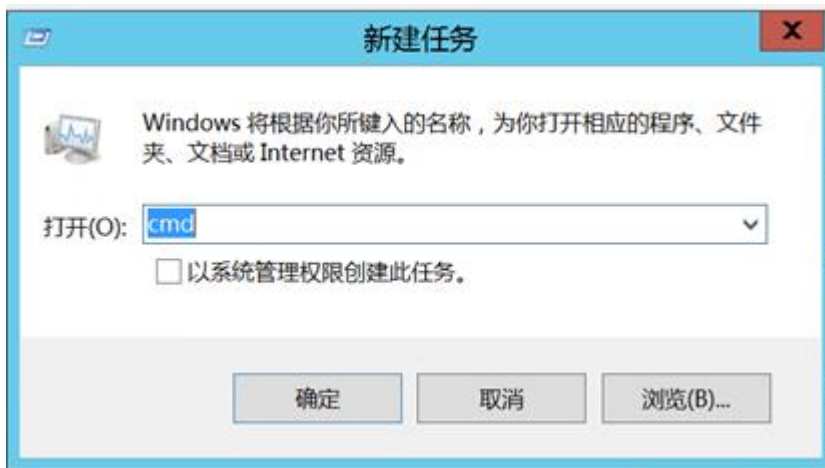 新建任务
Windows 将根据你所键入的名称，为你打开相应的程序、文件
夹、文档或 Internet 资源。
打开(O): cmd
以系统管理权限创建此任务。
确定 取消 浏览(B)...